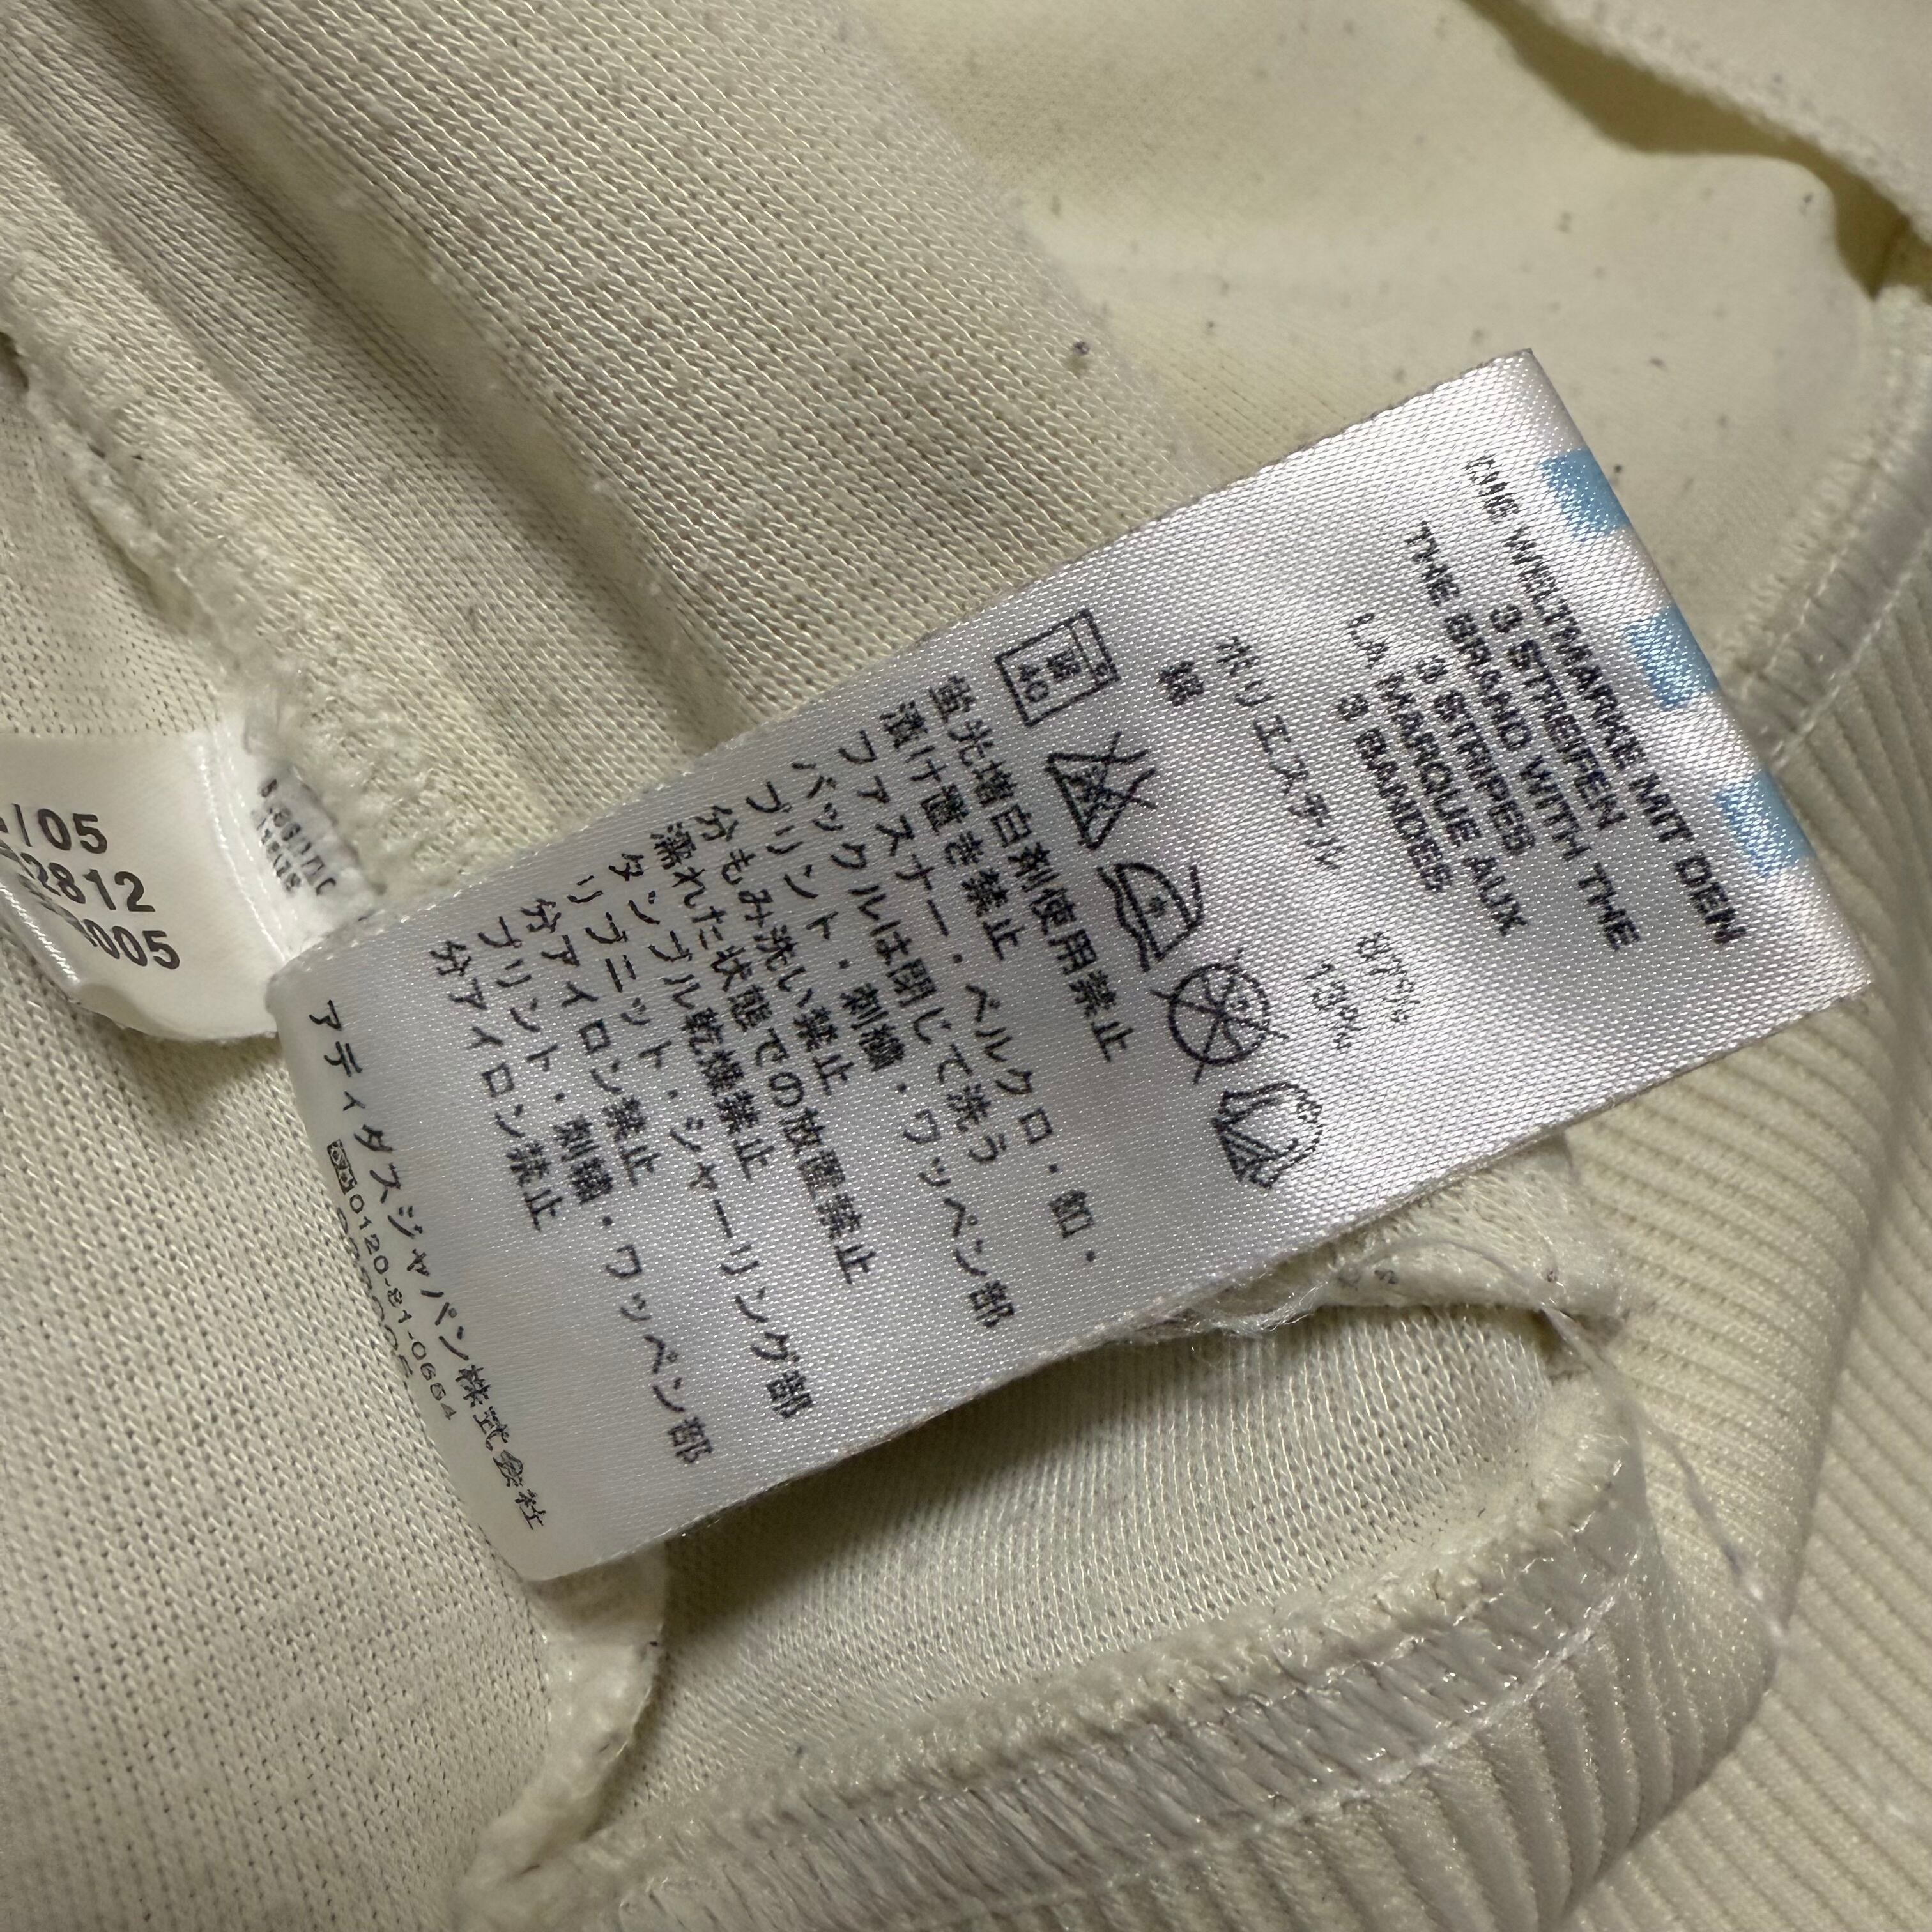 DIE WELTMARKE MIT DEN
3 STREIFEN
THE BRAND WITH THE
3 STRIPES
LA MARQUE AUX
3 BANDES
ポリエステル 87%
綿 13%
40
蛍光増白剤使用禁止
漬け置き禁止
ファスナー・ベルクロ・釦・
バックルは閉じて洗う
プリント・刺繍・ワッペン部
分もみ洗い禁止
濡れた状態での放置禁止
タンブル乾燥禁止
リブニット・シャーリング部
分アイロン禁止
プリント・刺繍・ワッペン部
分アイロン禁止
アディダスジャパン株式会社
0120-81-0664
/05
2812
005